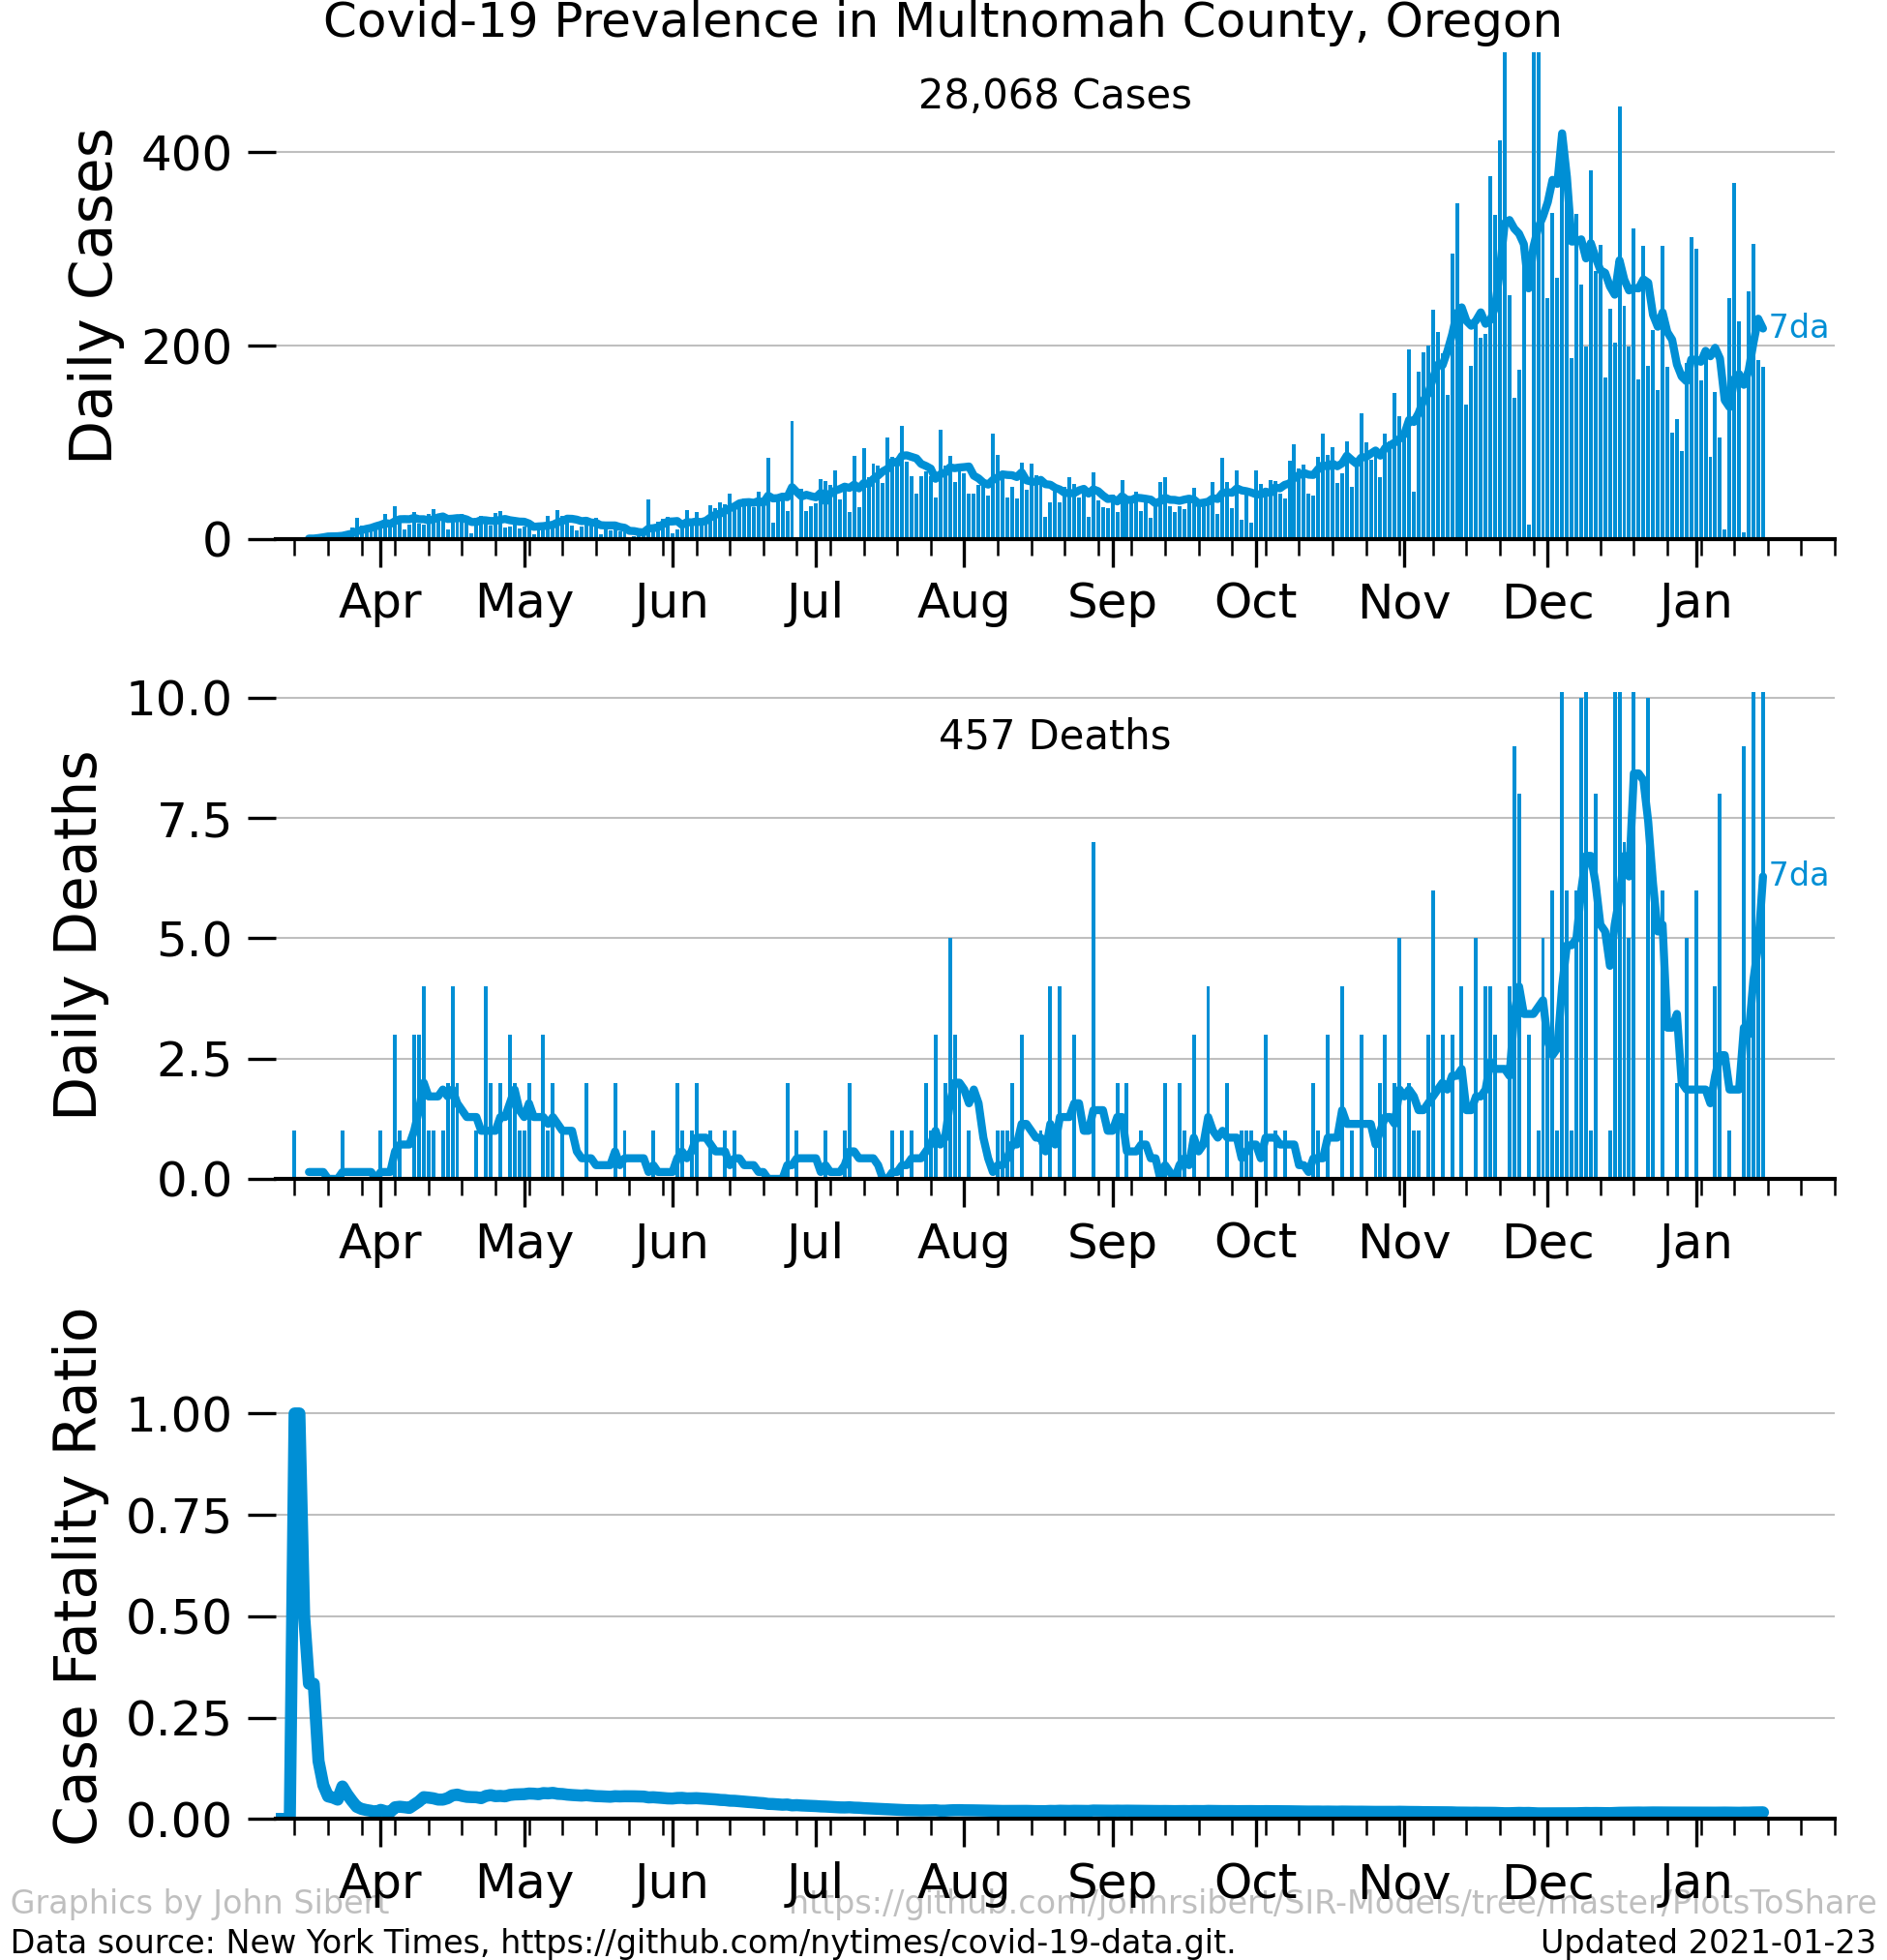 Covid-19 Prevalence in Multnomah County, Oregon
28,068 Cases
Daily Cases
400
200
0
7da
Apr May Jun Jul Aug Sep Oct Nov Dec Jan
457 Deaths
Daily Deaths
10.0
7.5
5.0
2.5
0.0
7da
Apr May Jun Jul Aug Sep Oct Nov Dec Jan
Case Fatality Ratio
1.00
0.75
0.50
0.25
0.00
Apr May Jun Jul Aug Sep Oct Nov Dec Jan
Graphics by John Sibert https://github.com/johnrsibert/SIR-Models/tree/master/PlotsToShare
Data source: New York Times, https://github.com/nytimes/covid-19-data.git. Updated 2021-01-23